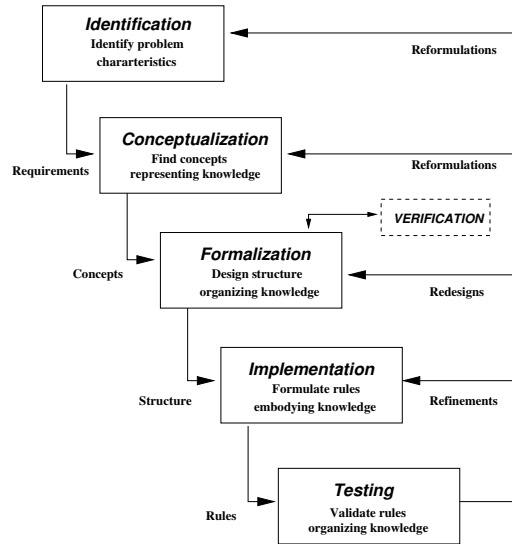 Identification
Identify problem
chararteristics
Reformulations
Conceptualization
Find concepts
representing knowledge
Requirements
Reformulations
VERIFICATION
Formalization
Design structure
organizing knowledge
Concepts
Redesigns
Implementation
Formulate rules
embodying knowledge
Structure
Refinements
Testing
Validate rules
organizing knowledge
Rules